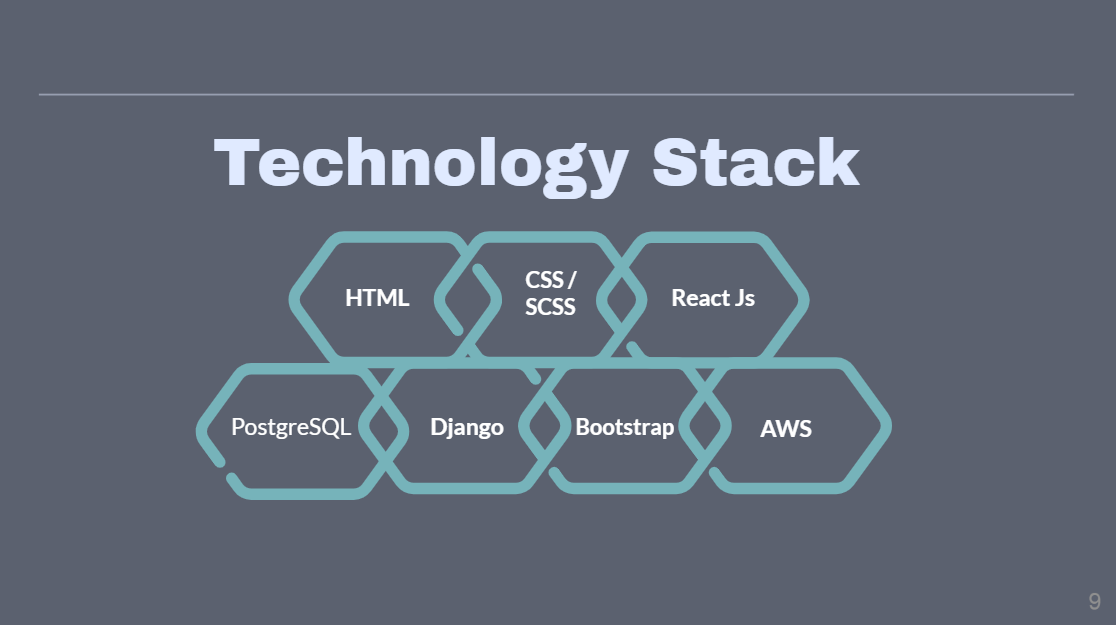 Technology Stack
HTML
CSS /
SCSS
React Js
PostgreSQL
Django
Bootstrap
AWS
9